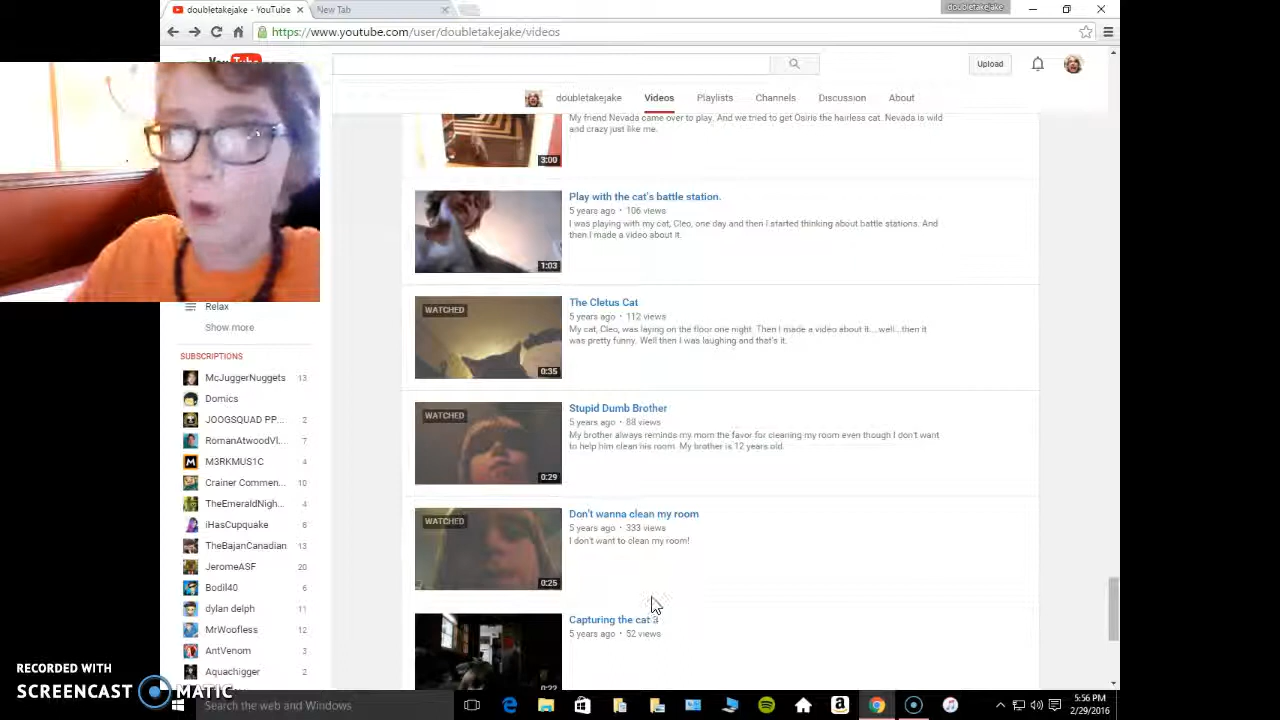 doubletakejake - YouTube
New Tab
doubletakejake
https://www.youtube.com/user/doubletakejake/videos
YouTube
Upload
doubletakejake
Videos
Playlists
Channels
Discussion
About
My friend Nevada came over to play. And we tried to get Osiris the hairless cat. Nevada is wild
and crazy just like me.
3:00
Play with the cat's battle station.
5 years ago · 106 views
I was playing with my cat, Cleo, one day and then I started thinking about battle stations. And
then I made a video about it.
1:03
WATCHED
The Cletus Cat
5 years ago · 112 views
My cat, Cleo, was laying on the floor one night. Then I made a video about it....well...then it
was pretty funny. Well then I was laughing and that's it.
0:35
WATCHED
Stupid Dumb Brother
5 years ago · 88 views
My brother always reminds my mom the favor for cleaning my room even though I don't want
to help him clean his room. My brother is 12 years old.
0:29
WATCHED
Don't wanna clean my room
5 years ago · 333 views
I don't want to clean my room!
0:25
Capturing the cat 3
5 years ago · 52 views
0:22
Relax
Show more
SUBSCRIPTIONS
McJuggerNuggets 13
Domics
JOOGSQUAD PP... 2
RomanAtwoodVl... 7
M3RKMUS1C 4
Crainer Commen... 10
TheEmeraldNigh... 4
iHasCupquake 6
TheBajanCanadian 13
JeromeASF 20
Bodil40 6
dylan delph 11
MrWoofless 12
AntVenom 3
Aquachigger 2
RECORDED WITH
SCREENCAST MATIC
Search the web and Windows
5:56 PM
2/29/2016